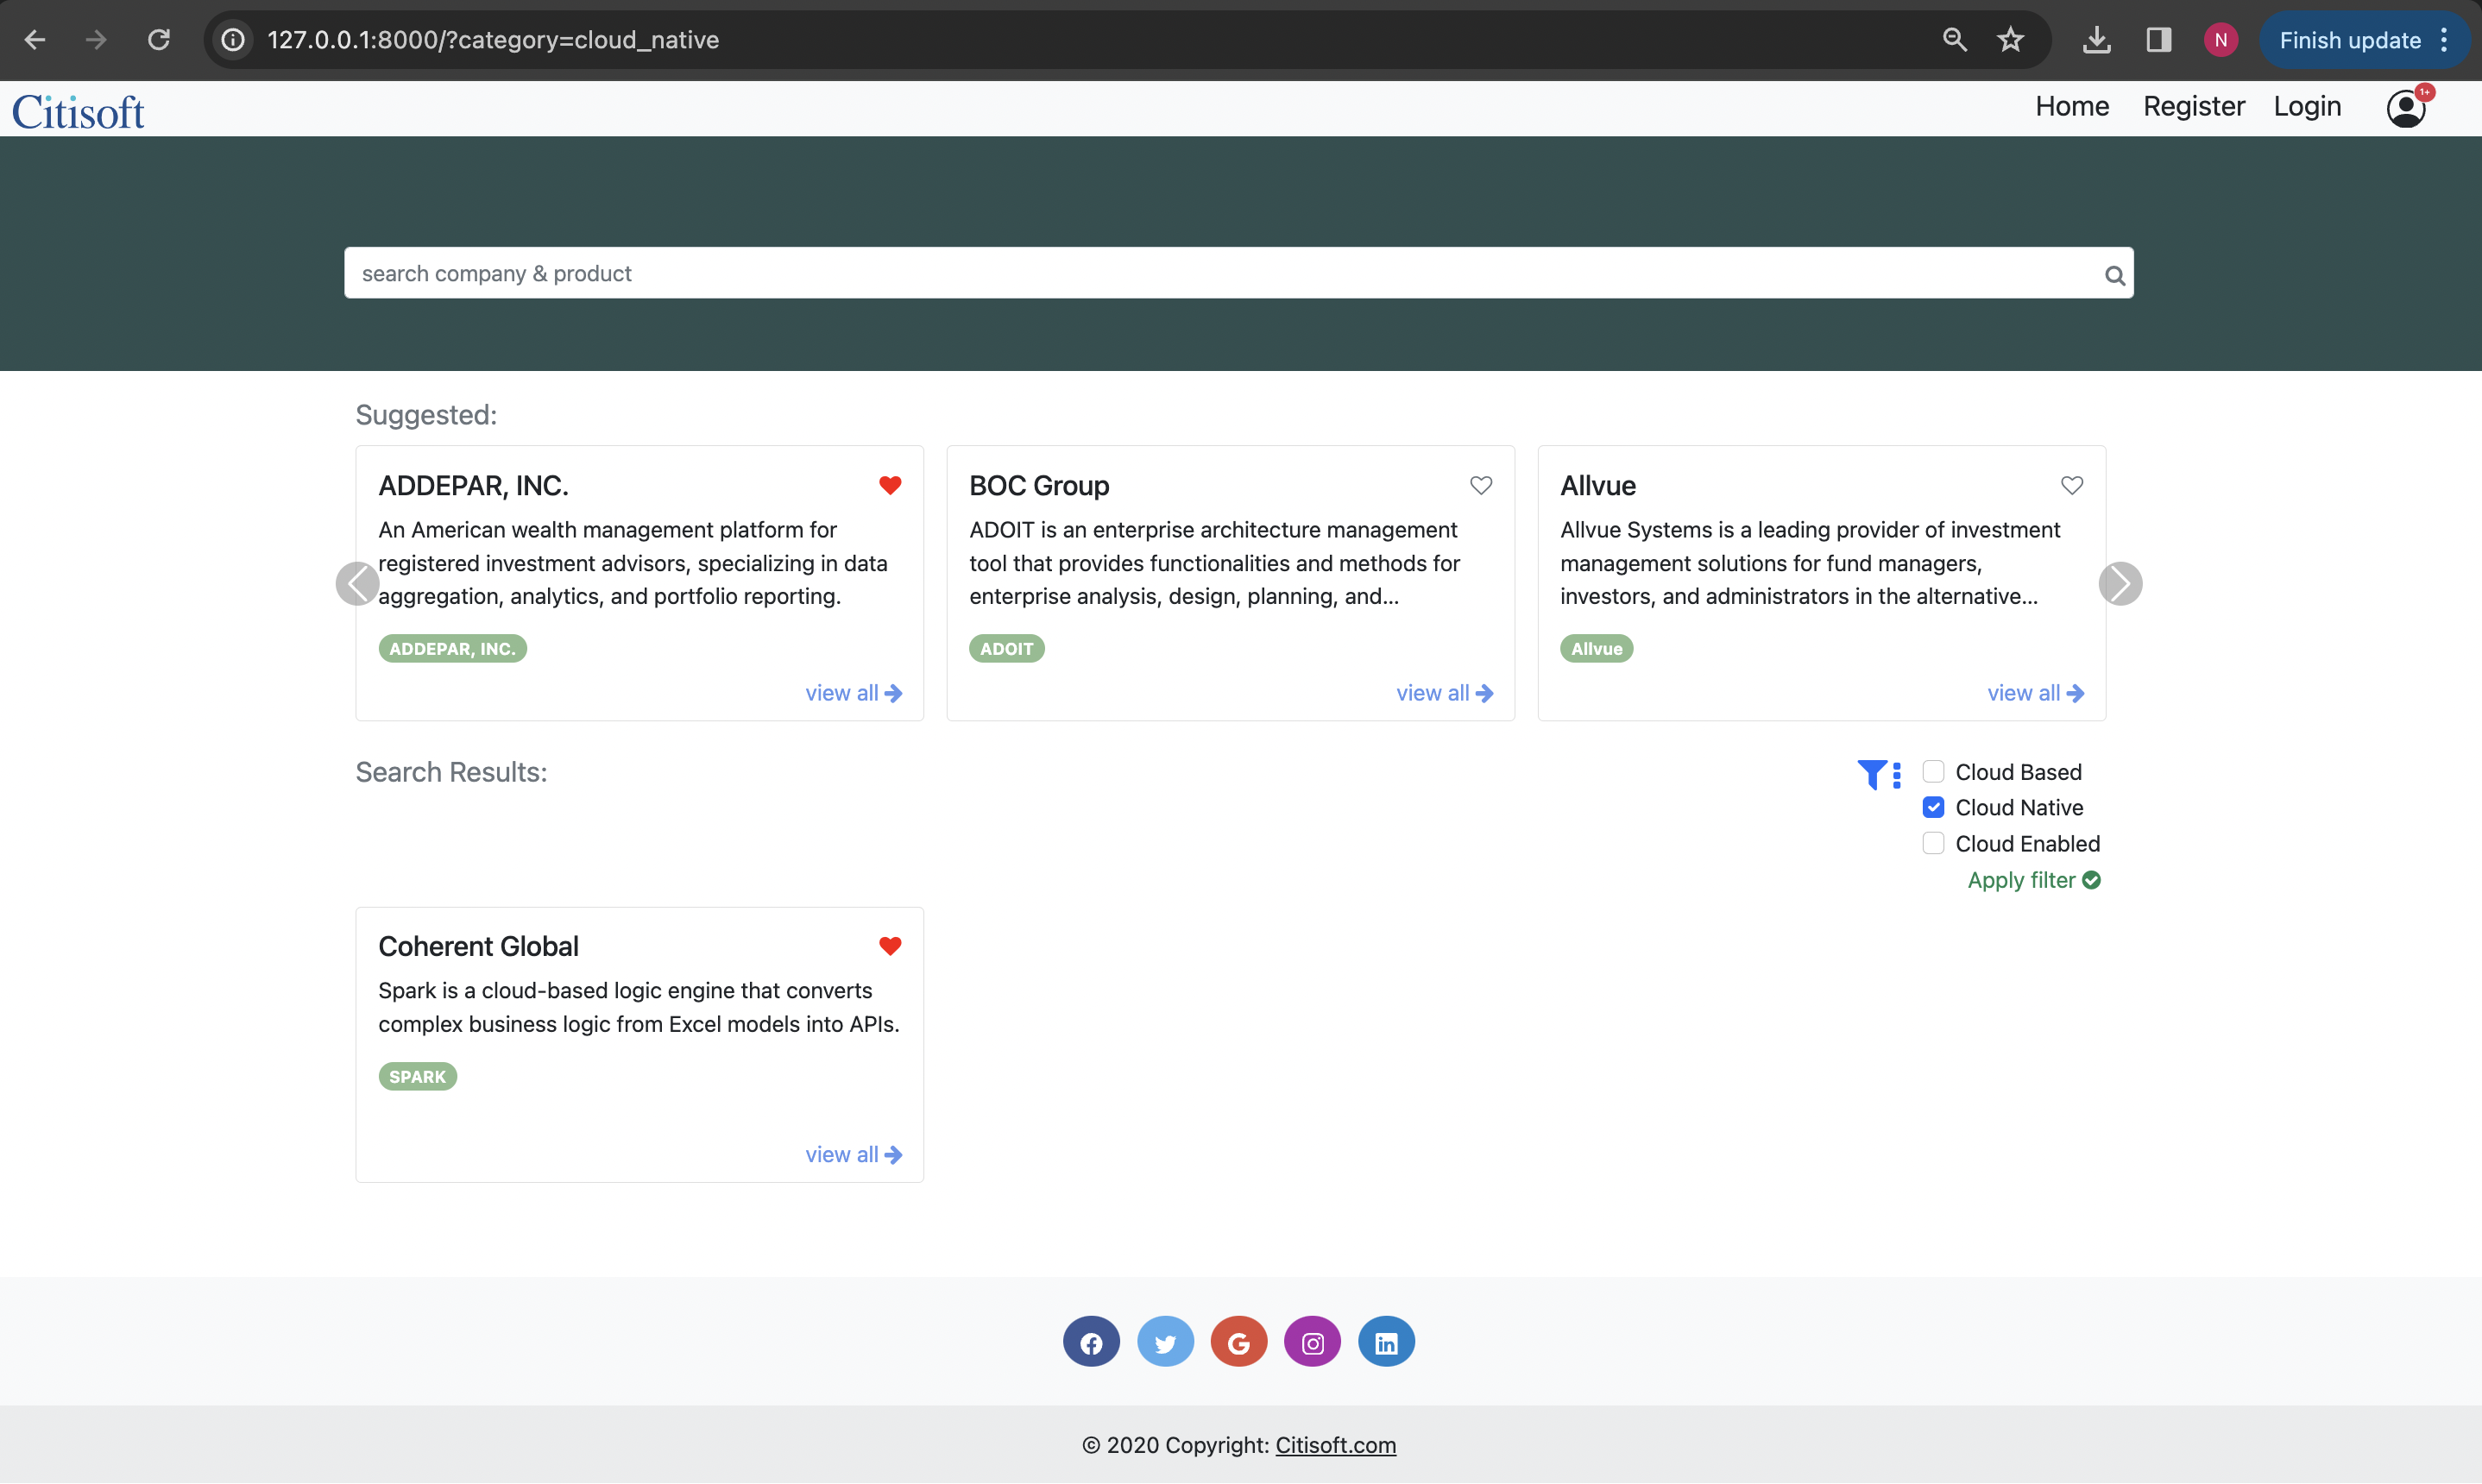 127.0.0.1:8000/?category=cloud_native
N
Finish update
Citisoft
Home Register Login
1+
search company & product
Suggested:
ADDEPAR, INC.
An American wealth management platform for
registered investment advisors, specializing in data
aggregation, analytics, and portfolio reporting.
ADDEPAR, INC.
view all
BOC Group
ADOIT is an enterprise architecture management
tool that provides functionalities and methods for
enterprise analysis, design, planning, and...
ADOIT
view all
Allvue
Allvue Systems is a leading provider of investment
management solutions for fund managers,
investors, and administrators in the alternative...
Allvue
view all
Search Results:
Cloud Based
Cloud Native
Cloud Enabled
Apply filter
Coherent Global
Spark is a cloud-based logic engine that converts
complex business logic from Excel models into APIs.
SPARK
view all
© 2020 Copyright: Citisoft.com